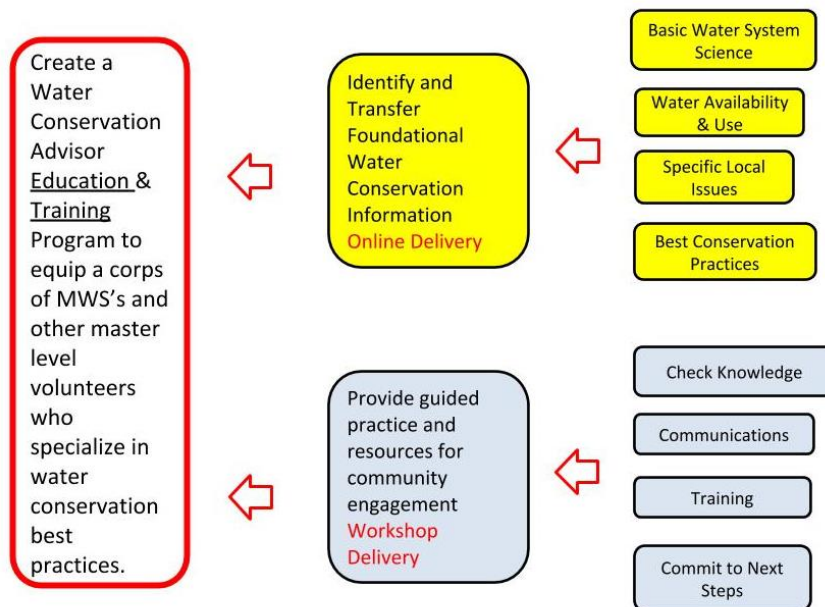 Create a
Water
Conservation
Advisor
Education &
Training
Program to
equip a corps
of MWS's and
other master
level
volunteers
who
specialize in
water
conservation
best
practices.
Identify and
Transfer
Foundational
Water
Conservation
Information
Online Delivery
Basic Water System
Science
Water Availability
& Use
Specific Local
Issues
Best Conservation
Practices
Provide guided
practice and
resources for
community
engagement
Workshop
Delivery
Check Knowledge
Communications
Training
Commit to Next
Steps